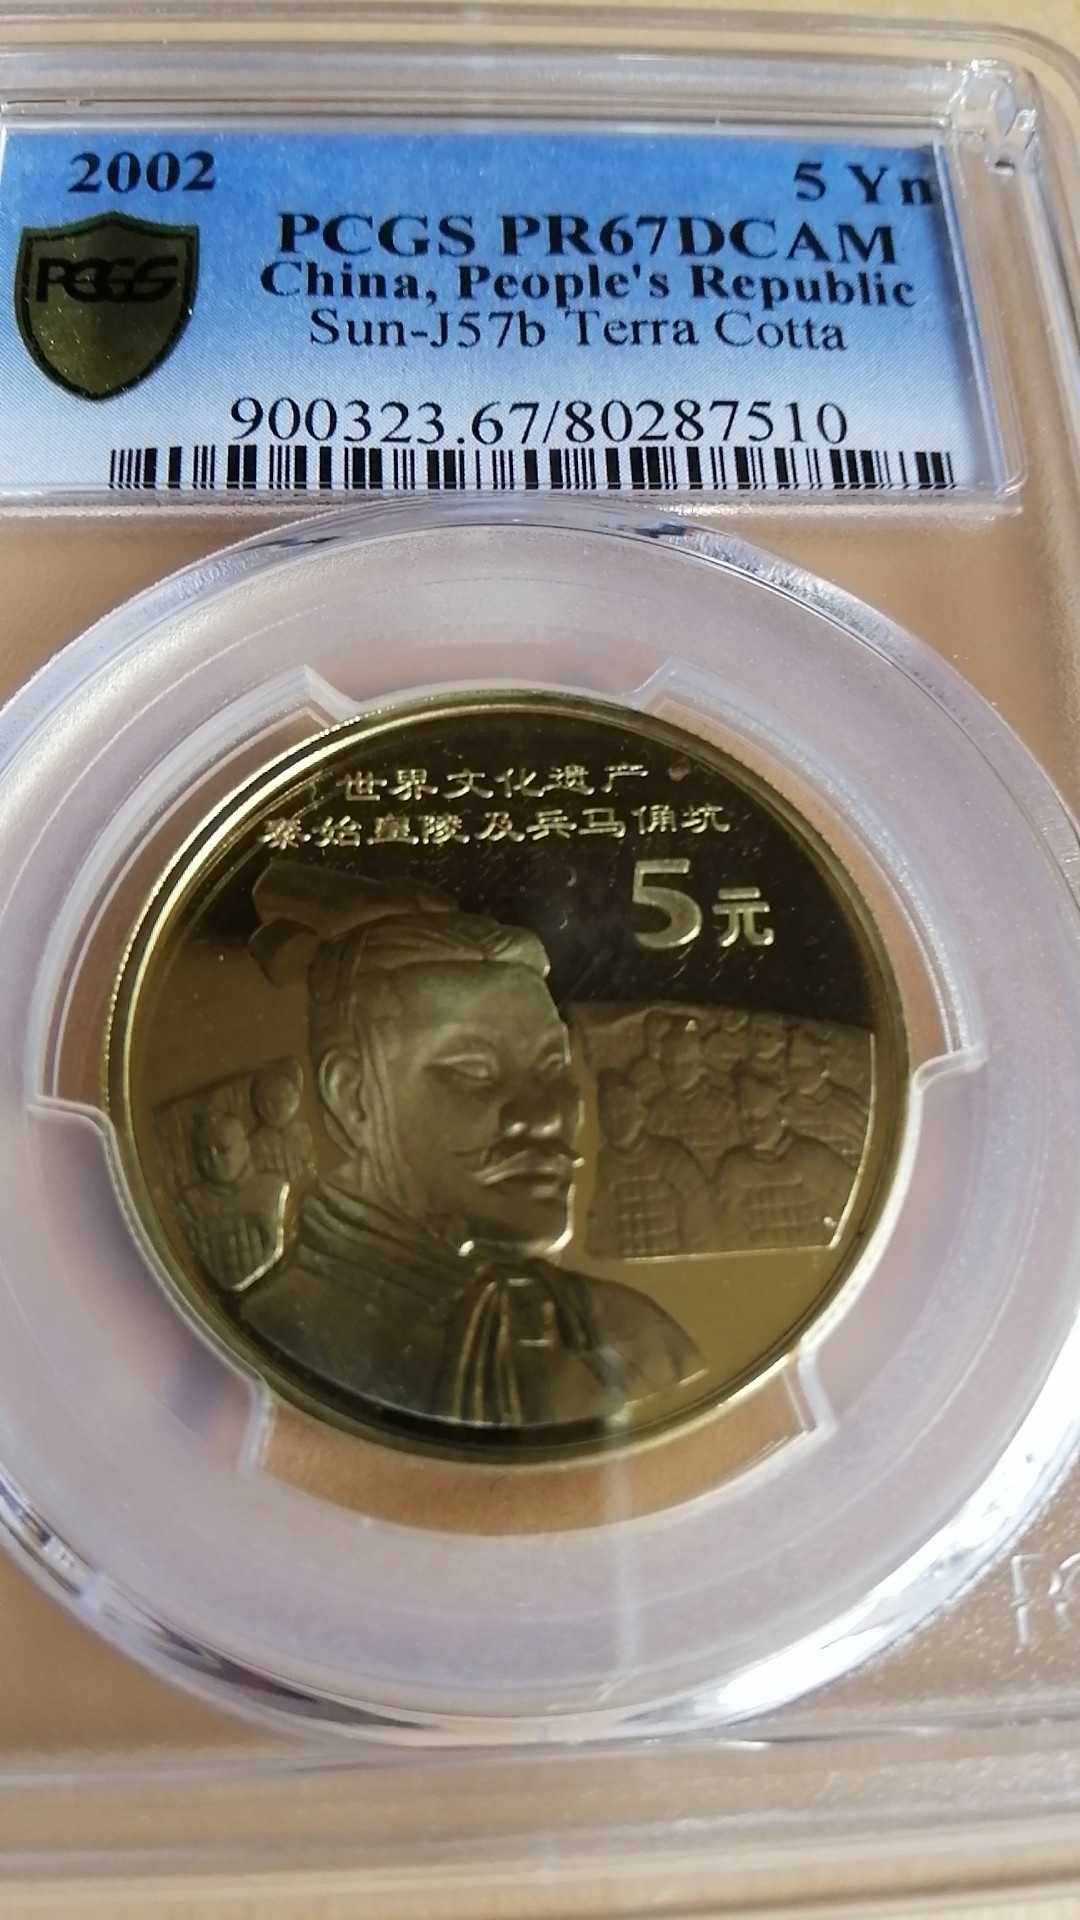 2002
5 Yn
PCGS PR67DCAM
PCGS
China, People's Republic
Sun-J57b Terra Cotta
900323.67/80287510
世界文化遗产
秦始皇陵及兵马俑坑
5元